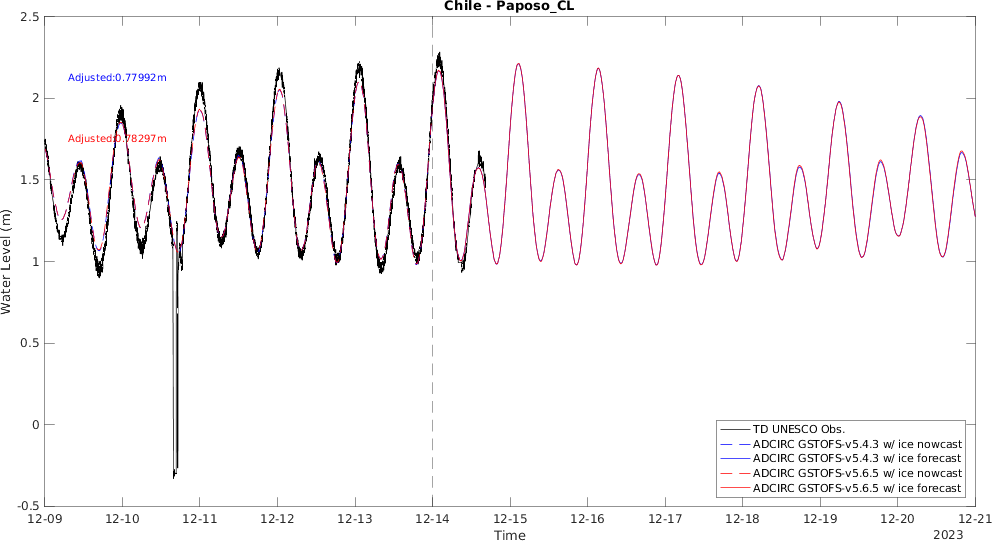 Chile - Paposo_CL
2.5
2
1.5
1
0.5
0
-0.5
Water Level (m)
Adjusted:0.77992m
Adjusted:0.78297m
TD UNESCO Obs.
ADCIRC GSTOFS-v5.4.3 w/ ice nowcast
ADCIRC GSTOFS-v5.4.3 w/ ice forecast
ADCIRC GSTOFS-v5.6.5 w/ ice nowcast
ADCIRC GSTOFS-v5.6.5 w/ ice forecast
12-09 12-10 12-11 12-12 12-13 12-14 12-15 12-16 12-17 12-18 12-19 12-20 12-21
Time
2023